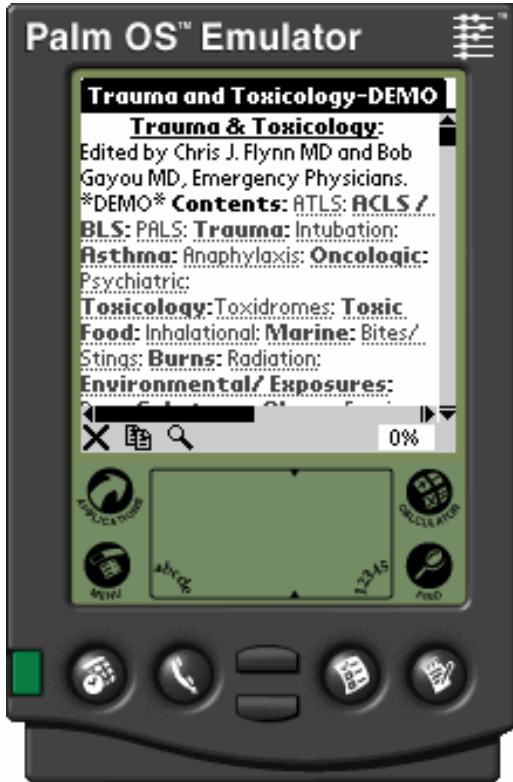 Palm OS™ Emulator
Trauma and Toxicology-DEMO
Trauma & Toxicology:
Edited by Chris J. Flynn MD and Bob
Gayou MD, Emergency Physicians.
*DEMO* Contents: ATLS: ACLS /
BLS: PALS: Trauma: Intubation:
Asthma: Anaphylaxis: Oncologic:
Psychiatric:
Toxicology:Toxidromes: Toxic
Food: Inhalational: Marine: Bites/
Stings: Burns: Radiation:
Environmental/ Exposures:
0%
APPLICATIONS
CALCULATOR
abcde
12345
MENU
FIND